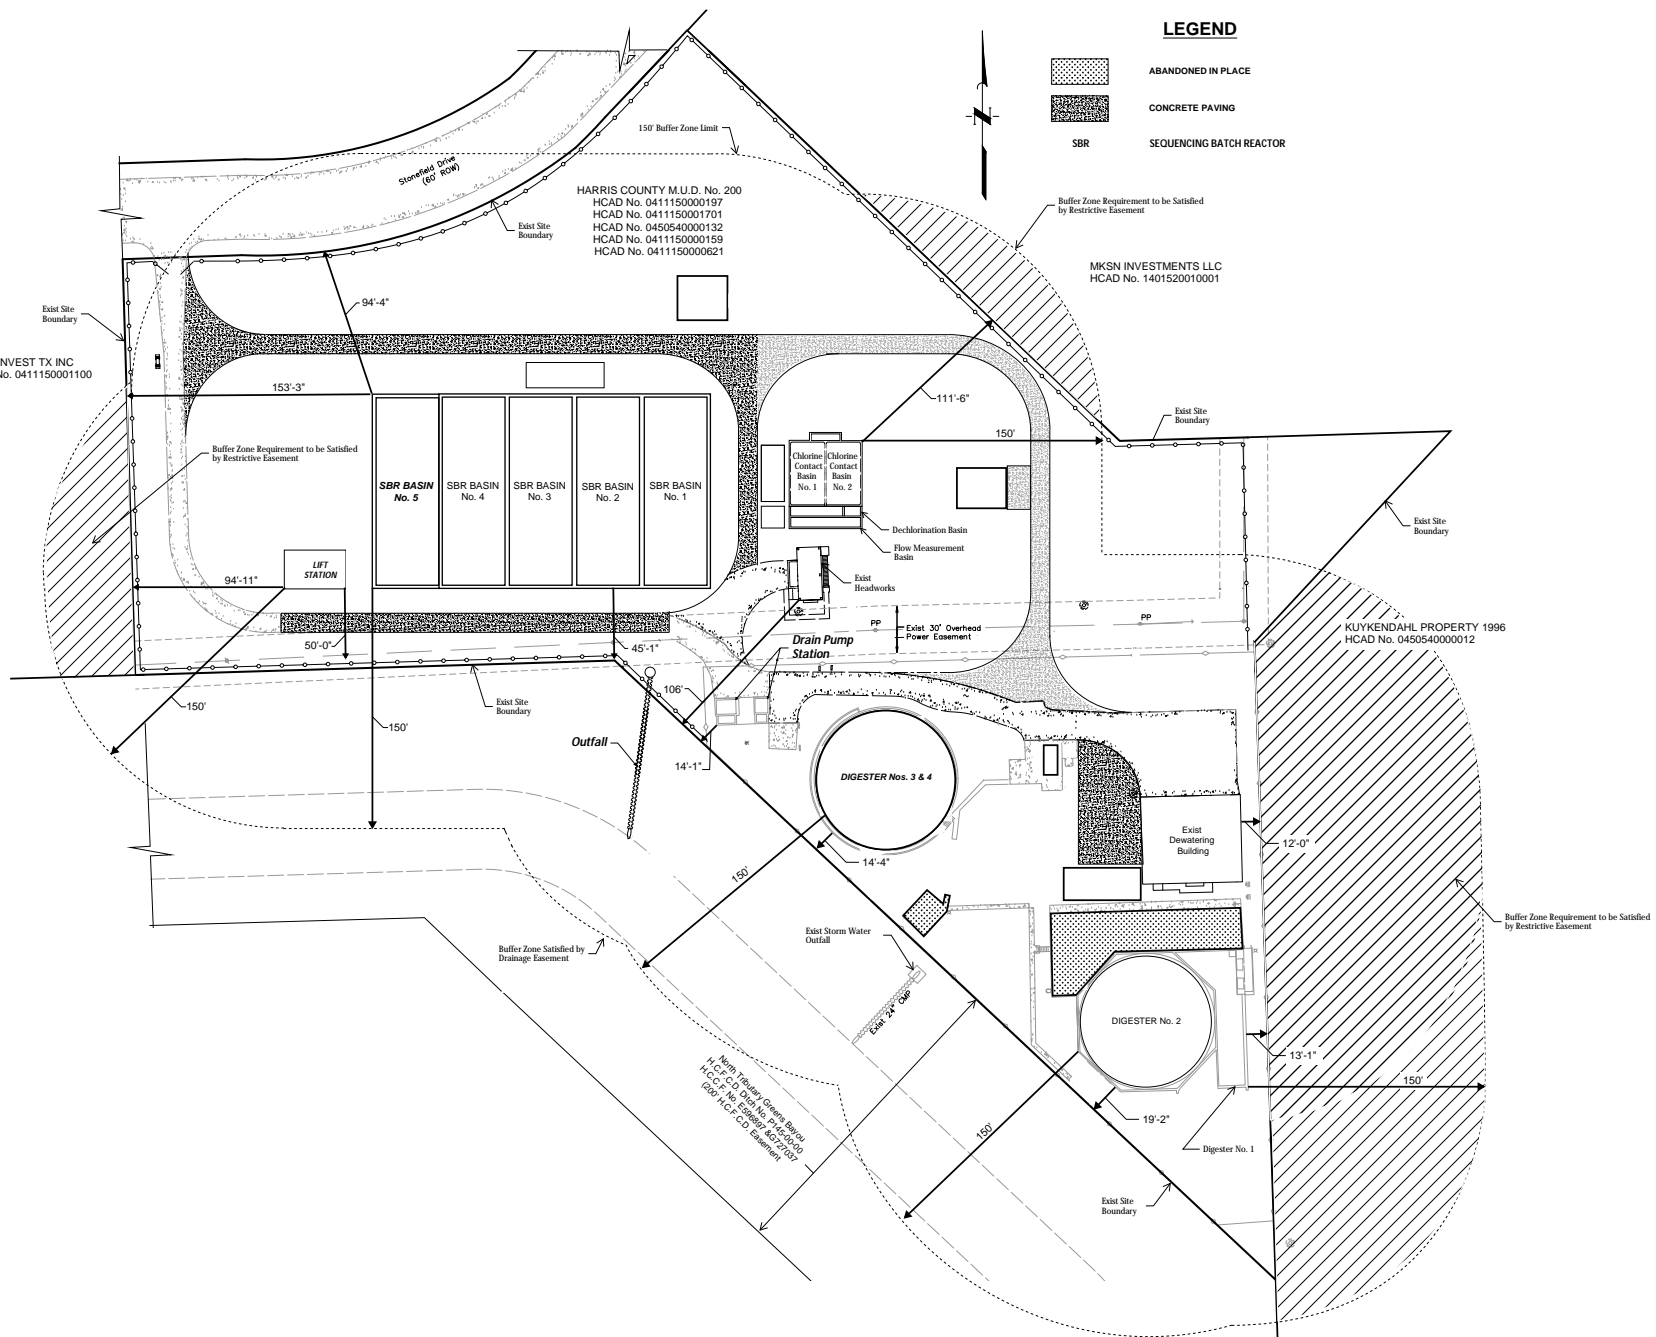 LEGEND
ABANDONED IN PLACE
CONCRETE PAVING
SBR
SEQUENCING BATCH REACTOR
150' Buffer Zone Limit
Stonefield Drive
(60' ROW)
HARRIS COUNTY M.U.D. No. 200
HCAD No. 0411150000197
HCAD No. 0411150001701
HCAD No. 0450540000132
HCAD No. 0411150000159
HCAD No. 0411150000621
Exist Site
Boundary
Buffer Zone Requirement to be Satisfied
by Restrictive Easement
MKSN INVESTMENTS LLC
HCAD No. 1401520010001
Exist Site
Boundary
94'-4"
NVEST TX INC
No. 0411150001100
153'-3"
111'-6"
150'
Exist Site
Boundary
Buffer Zone Requirement to be Satisfied
by Restrictive Easement
SBR BASIN
No. 5
SBR BASIN
No. 4
SBR BASIN
No. 3
SBR BASIN
No. 2
SBR BASIN
No. 1
Chlorine
Contact
Basin
No. 1
Chlorine
Contact
Basin
No. 2
Dechlorination Basin
Flow Measurement
Basin
Exist Site
Boundary
LIFT
STATION
94'-11"
Exist
Headworks
PP
PP
Exist 30' Overhead
Power Easement
KUYKENDAHL PROPERTY 1996
HCAD No. 0450540000012
Drain Pump
Station
50'-0"
45'-1"
106'
150'
Exist Site
Boundary
150'
Outfall
14'-1"
DIGESTER Nos. 3 & 4
Exist
Dewatering
Building
12'-0"
14'-4"
150'
Buffer Zone Requirement to be Satisfied
by Restrictive Easement
Buffer Zone Satisfied by
Drainage Easement
Exist Storm Water
Outfall
Exist 24" CMP
DIGESTER No. 2
13'-1"
150'
North Tributary Greens Bayou
H.C.F.C.D. Ditch No. P145-00-00
H.C.C.F. No. E596897 &G727037
(200' H.C.F.C.D. Easement
150'
19'-2"
Digester No. 1
Exist Site
Boundary